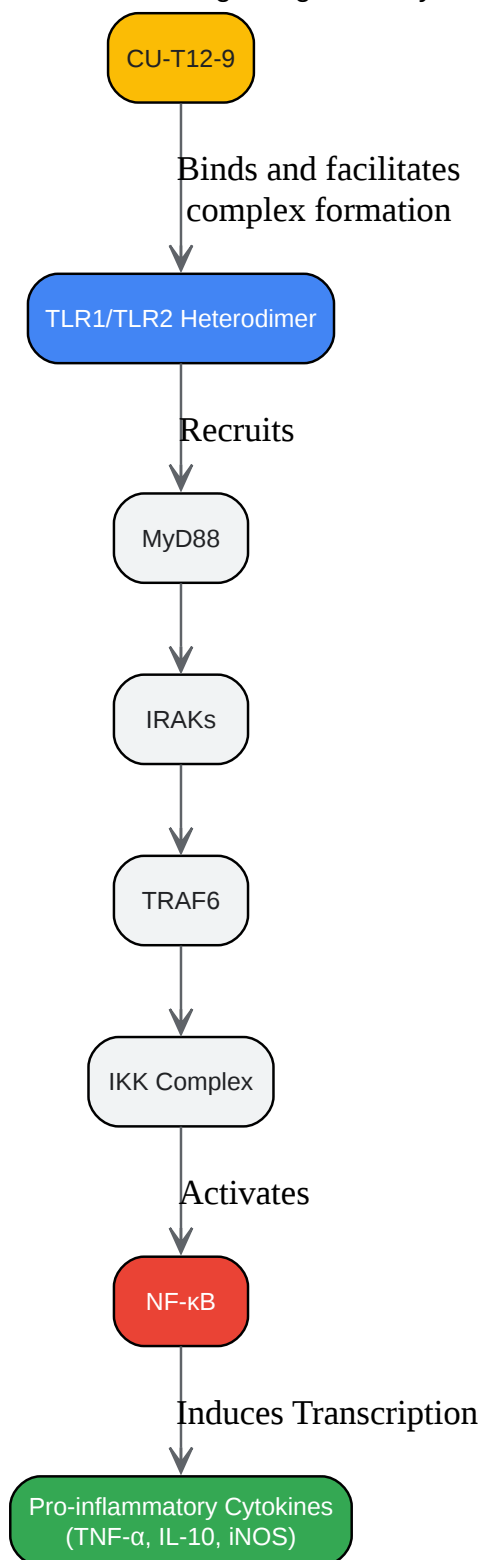 CU-T12-9
Binds and facilitates
complex formation
TLR1/TLR2 Heterodimer
Recruits
MyD88
IRAKs
TRAF6
IKK Complex
Activates
NF-κB
Induces Transcription
Pro-inflammatory Cytokines
(TNF-α, IL-10, iNOS)